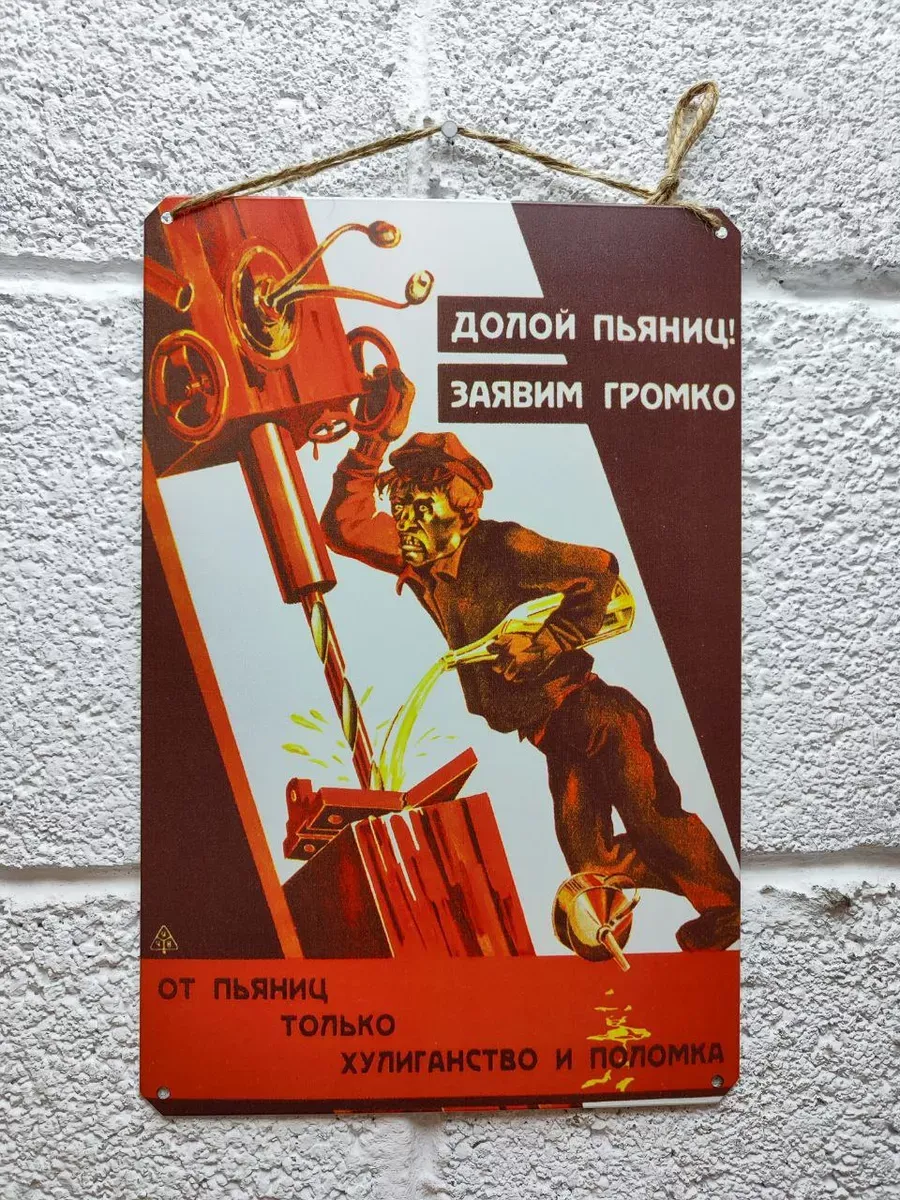 ДОЛОЙ ПЬЯНИЦ!
ЗАЯВИМ ГРОМКО
ОТ ПЬЯНИЦ
ТОЛЬКО
ХУЛИГАНСТВО И ПОЛОМКА